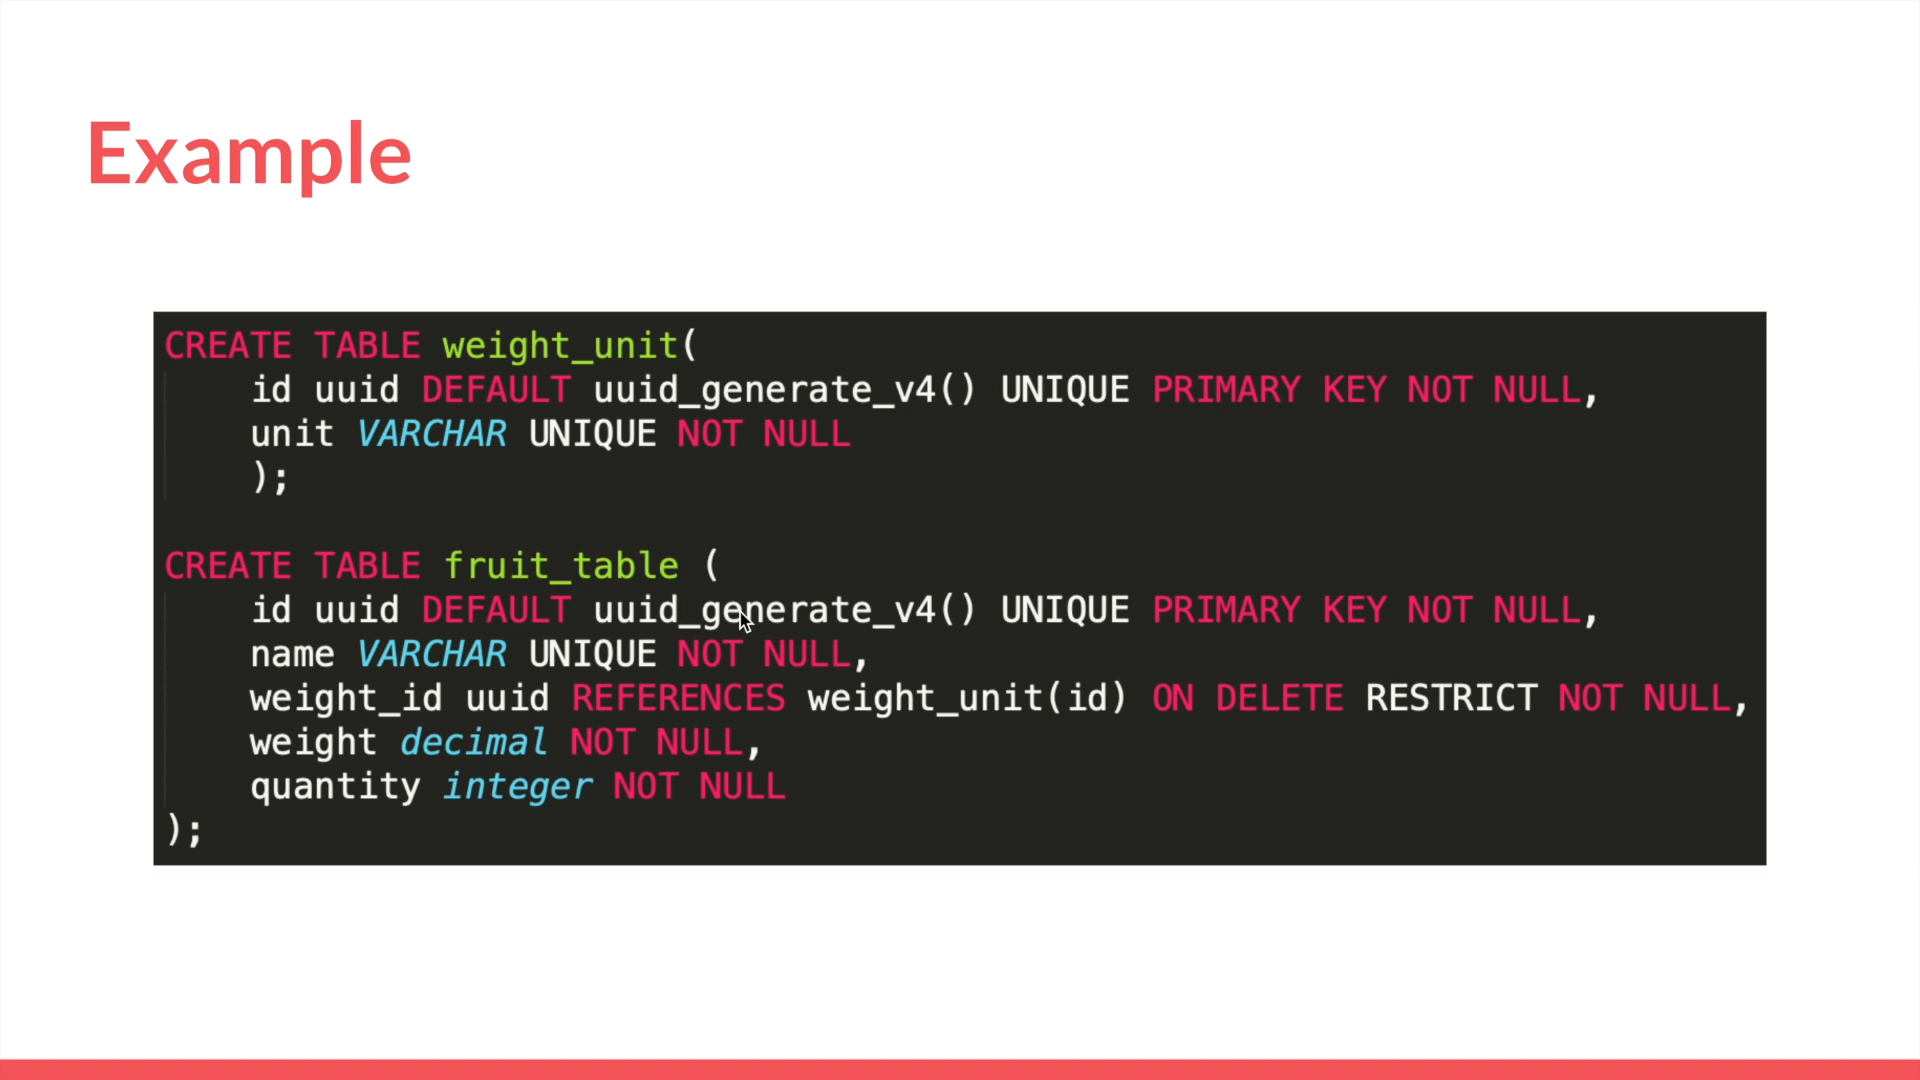 Example
CREATE TABLE weight_unit(
id uuid DEFAULT uuid_generate_v4() UNIQUE PRIMARY KEY NOT NULL,
unit VARCHAR UNIQUE NOT NULL
);
CREATE TABLE fruit_table (
id uuid DEFAULT uuid_generate_v4() UNIQUE PRIMARY KEY NOT NULL,
name VARCHAR UNIQUE NOT NULL,
weight_id uuid REFERENCES weight_unit(id) ON DELETE RESTRICT NOT NULL,
weight decimal NOT NULL,
quantity integer NOT NULL
);